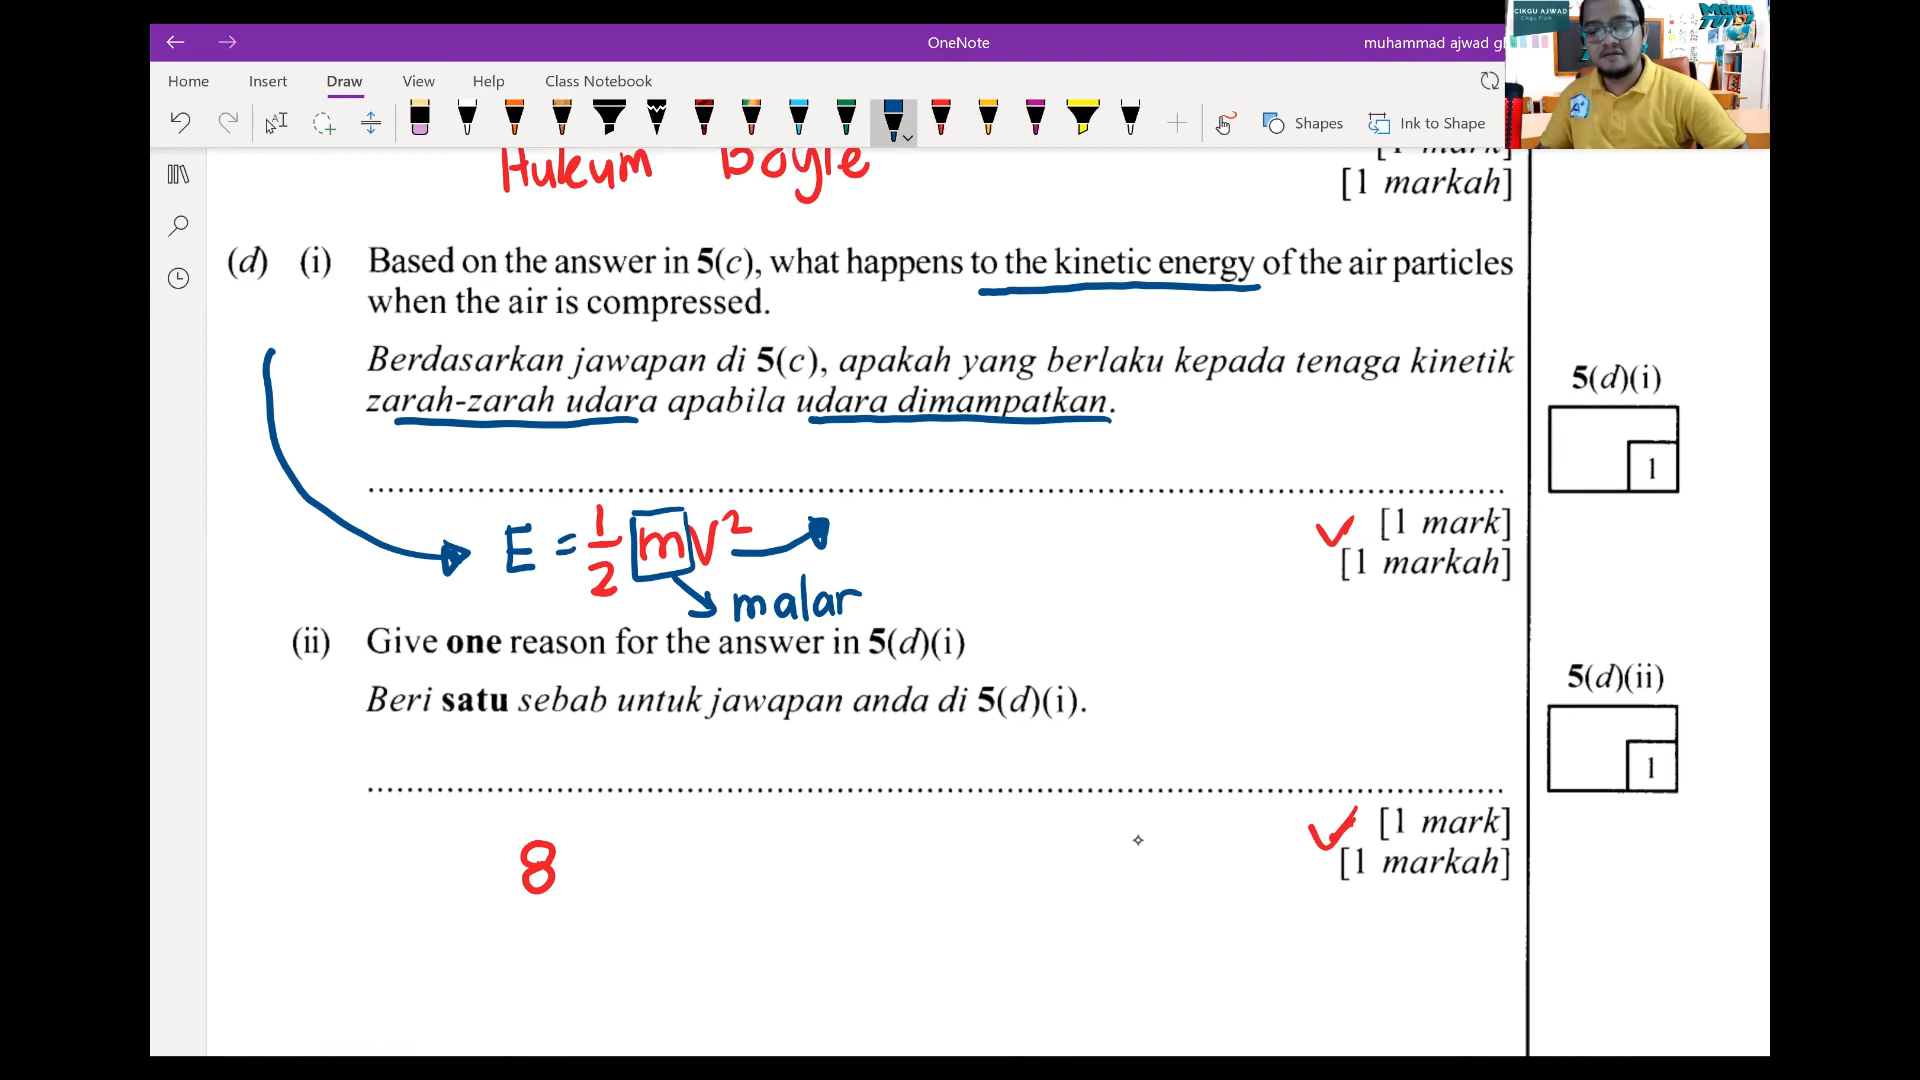 CIKGU AJWAD
OneNote
muhammad ajwad
Home Insert Draw View Help Class Notebook
Shapes Ink to Shape
Hukum Boyle
[1 mark]
[1 markah]
(d) (i) Based on the answer in 5(c), what happens to the kinetic energy of the air particles
when the air is compressed.
Berdasarkan jawapan di 5(c), apakah yang berlaku kepada tenaga kinetik
zarah-zarah udara apabila udara dimampatkan.
5(d)(i)
1
E = 1/2 mv²
malar
[1 mark]
[1 markah]
(ii) Give one reason for the answer in 5(d)(i)
Beri satu sebab untuk jawapan anda di 5(d)(i).
5(d)(ii)
1
[1 mark]
[1 markah]
8